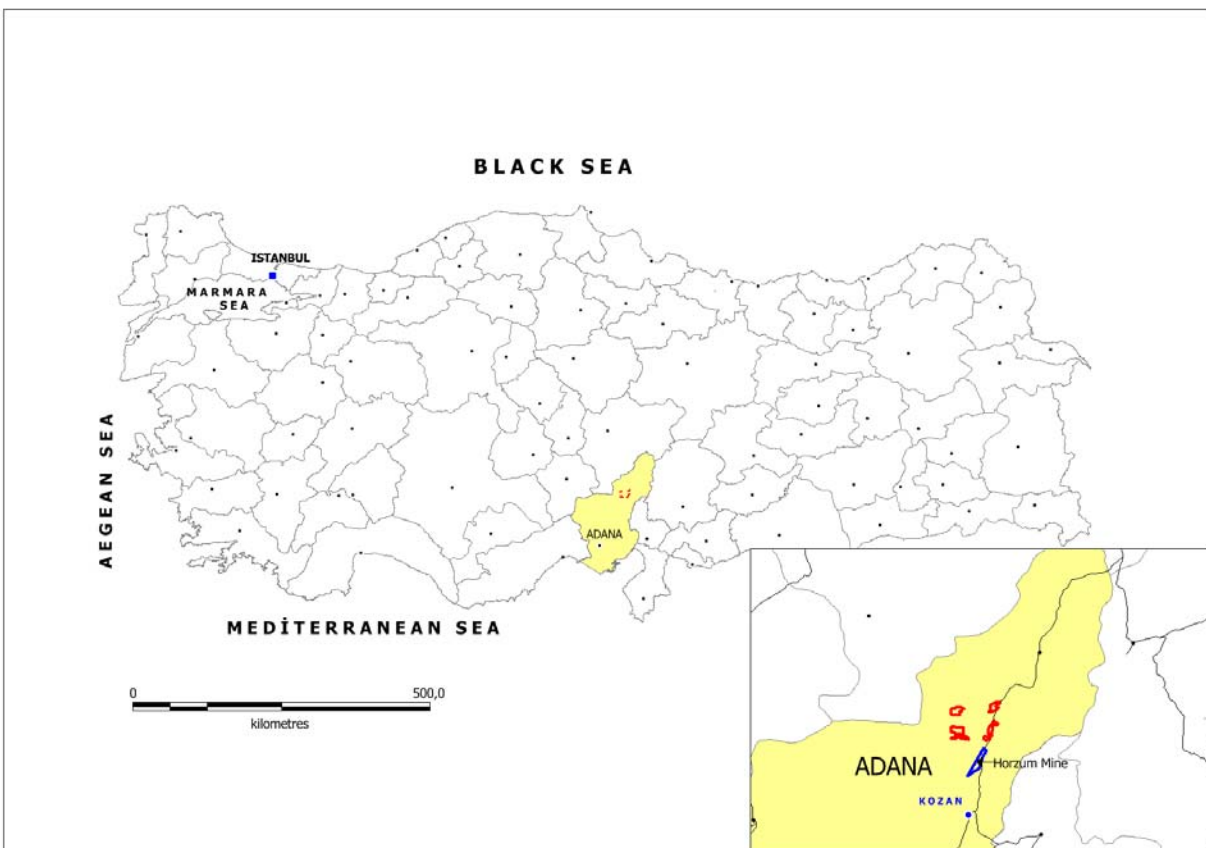 BLACK SEA
ISTANBUL
MARMARA
SEA
AEGEAN SEA
ADANA
MEDİTERRANEAN SEA
0 500,0
kilometres
ADANA
Horzum Mine
KOZAN